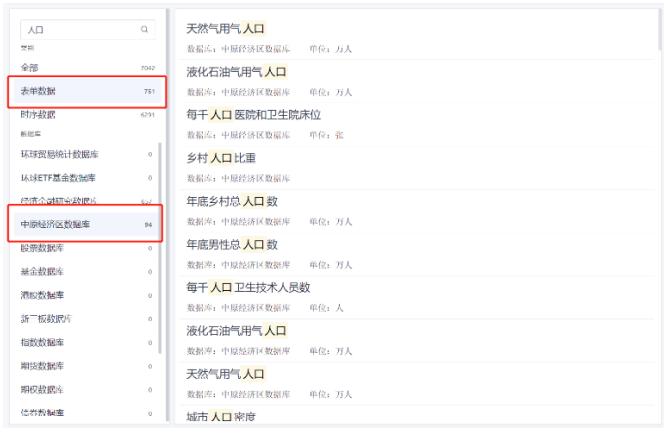 人口
类别
全部 7042
表单数据 751
时序数据 6291
数据库
环球贸易统计数据库 0
环球ETF基金数据库 0
经济金融研究数据库 657
中原经济区数据库 94
股票数据库 0
基金数据库 0
港股数据库 0
新三板数据库 0
指数数据库 0
期货数据库 0
期权数据库 0
债券数据库 0
天然气用气人口
数据库：中原经济区数据库 单位：万人
液化石油气用气人口
数据库：中原经济区数据库 单位：万人
每千人口医院和卫生院床位
数据库：中原经济区数据库 单位：张
乡村人口比重
数据库：中原经济区数据库
年底乡村总人口数
数据库：中原经济区数据库 单位：万人
年底男性总人口数
数据库：中原经济区数据库 单位：万人
每千人口卫生技术人员数
数据库：中原经济区数据库 单位：人
液化石油气用气人口
数据库：中原经济区数据库 单位：万人
天然气用气人口
数据库：中原经济区数据库 单位：万人
城市人口密度